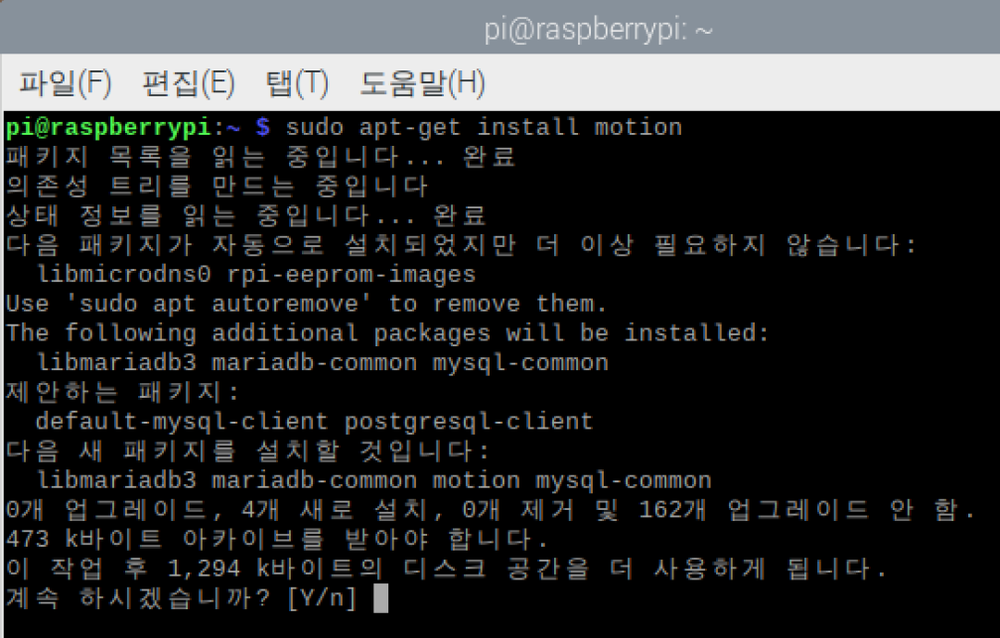 pi@raspberrypi: ~
파일(F) 편집(E) 탭(T) 도움말(H)
pi@raspberrypi:~ $ sudo apt-get install motion
패키지 목록을 읽는 중입니다... 완료
의존성 트리를 만드는 중입니다
상태 정보를 읽는 중입니다... 완료
다음 패키지가 자동으로 설치되었지만 더 이상 필요하지 않습니다:
  libmicrodns0 rpi-eeprom-images
Use 'sudo apt autoremove' to remove them.
The following additional packages will be installed:
  libmariadb3 mariadb-common mysql-common
제안하는 패키지:
  default-mysql-client postgresql-client
다음 새 패키지를 설치할 것입니다:
  libmariadb3 mariadb-common motion mysql-common
0개 업그레이드, 4개 새로 설치, 0개 제거 및 162개 업그레이드 안 함.
473 k바이트 아카이브를 받아야 합니다.
이 작업 후 1,294 k바이트의 디스크 공간을 더 사용하게 됩니다.
계속 하시겠습니까? [Y/n]